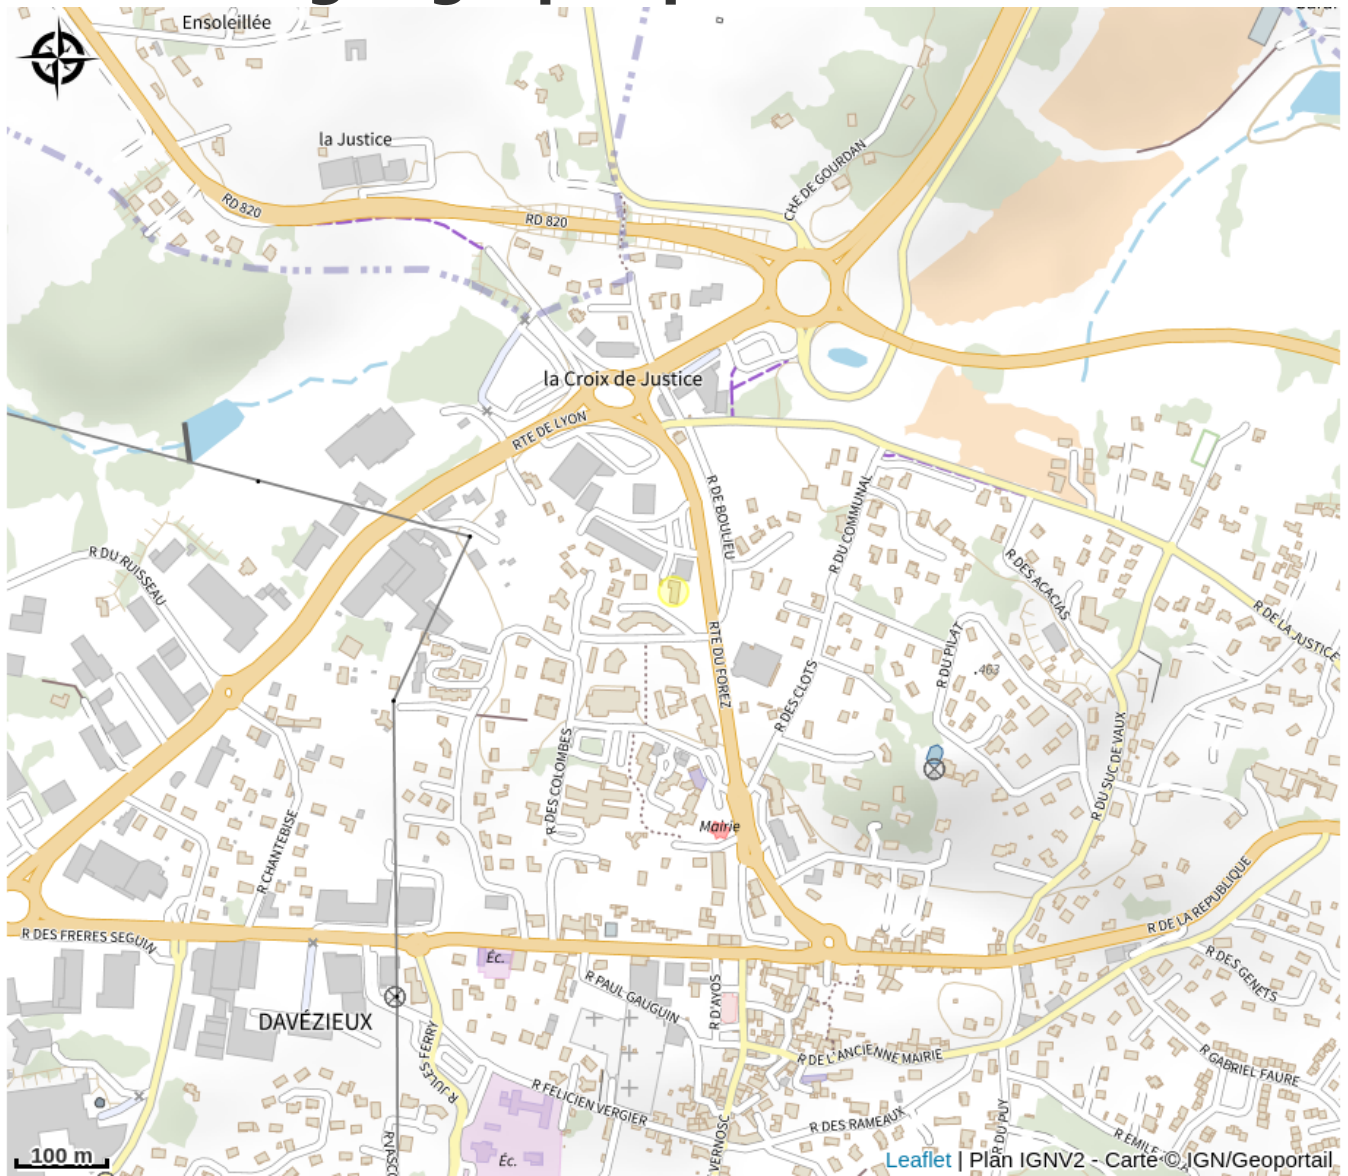 Ensoleillée
la Justice
CHE DE GOURDAN
RD 820
RD 820
la Croix de Justice
RTE DE LYON
R DE BOULIEU
R DU COMMUNAL
R DU RUISSEAU
R DES ACACIAS
R DE LA JUSTICE
RTE DU FOREZ
R DU PILAT
463
R DES CLOTS
R DU SUC DE VAUX
R DES COLOMBES
Mairie
R CHANTEBISE
R DE LA REPUBLIQUE
R DES FRERES SEGUIN
Éc.
R PAUL GAUGUIN
R D'AYOS
R DES GENETS
DAVÉZIEUX
R JULES FERRY
R DE L'ANCIENNE MAIRIE
R GABRIEL FAURE
R FELICIEN VERGIER
R DES RAMEAUX
R DU PUY
R EMILE
VERNOSC
R VASCO
Éc.
100 m
Leaflet | Plan IGNV2 - Carte © IGN/Geoportail